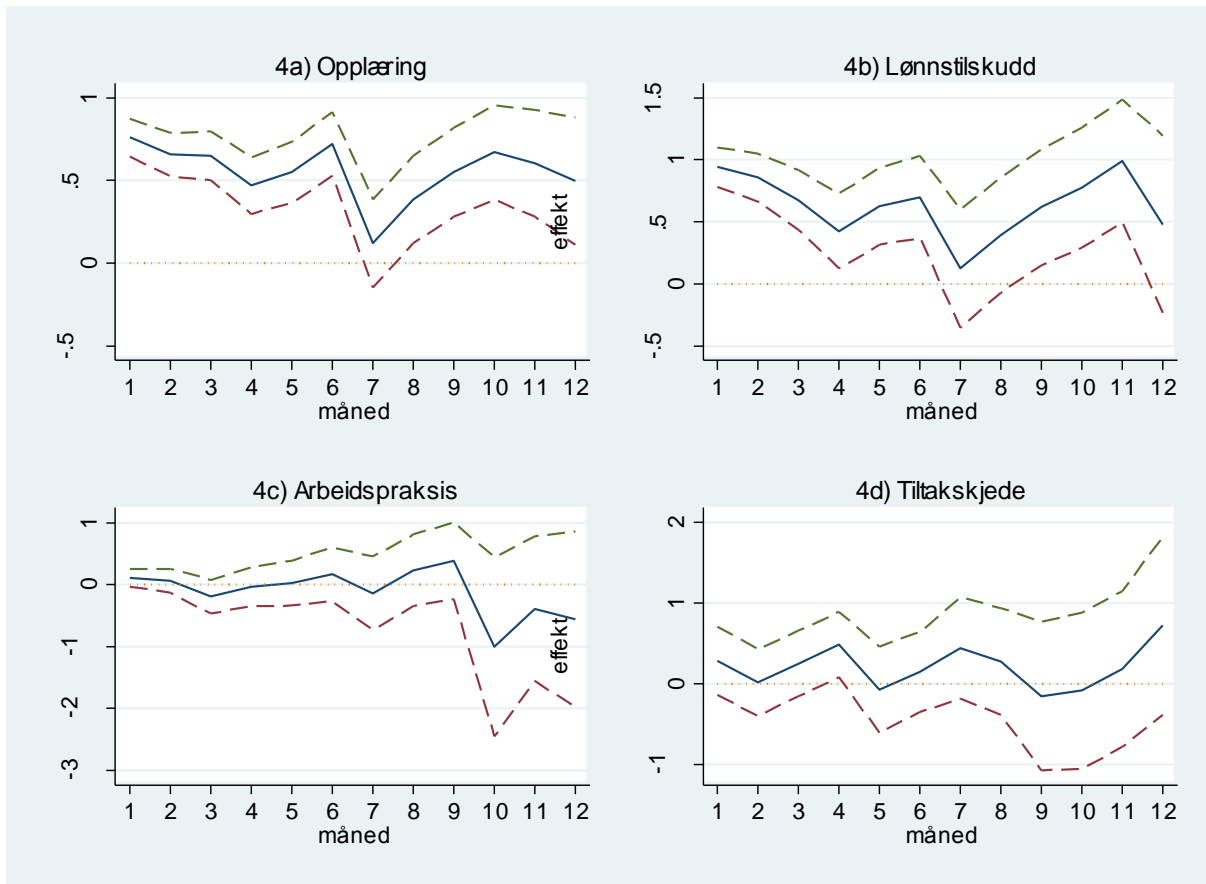 4a) Opplæring
1
.5
0
-.5
1 2 3 4 5 6 7 8 9 10 11 12
måned
4b) Lønnstilskudd
effekt
1.5
1
.5
0
-.5
1 2 3 4 5 6 7 8 9 10 11 12
måned
4c) Arbeidspraksis
1
0
-1
-2
-3
1 2 3 4 5 6 7 8 9 10 11 12
måned
4d) Tiltakskjede
effekt
2
1
0
-1
1 2 3 4 5 6 7 8 9 10 11 12
måned